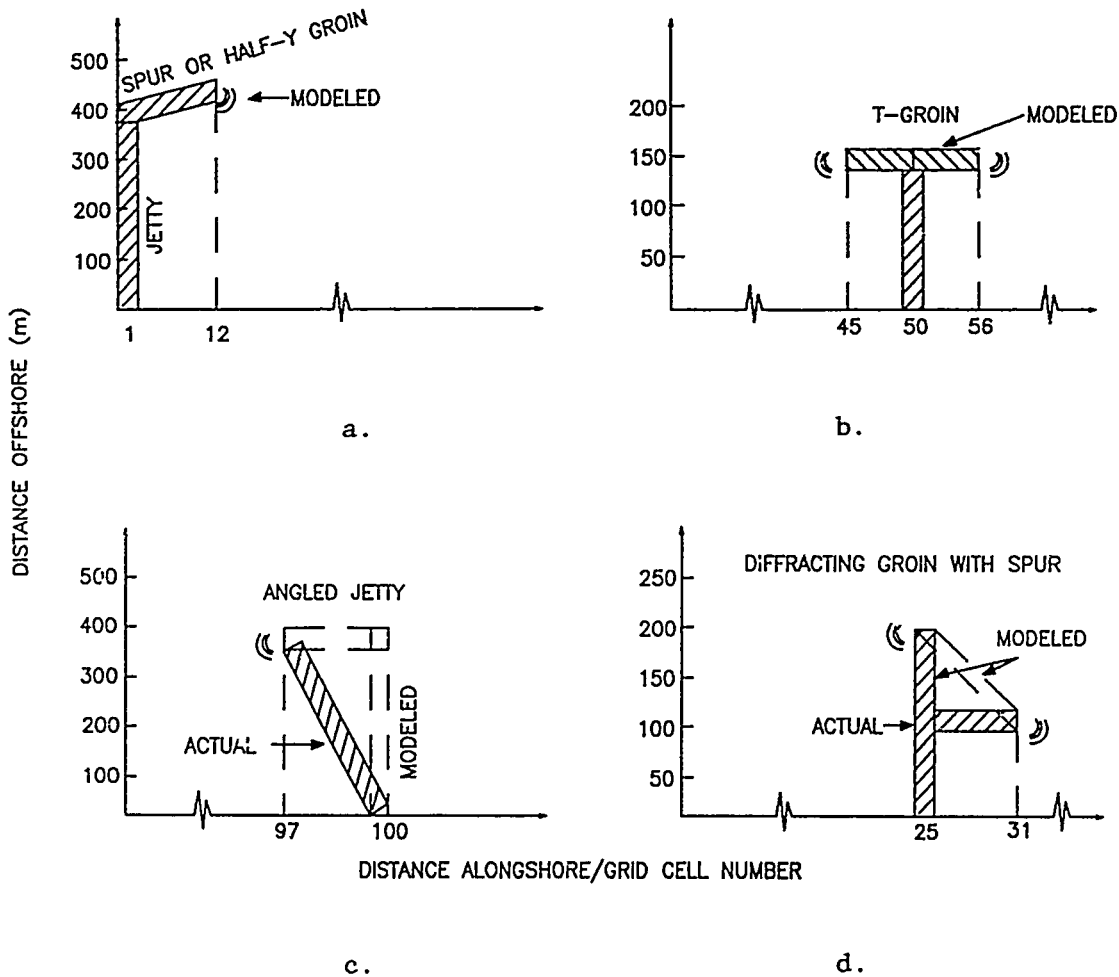 SPUR OR HALF-Y GROIN
500
400
300
200
100
MODELED
JETTY
1
12
a.
200
150
100
50
T-GROIN
MODELED
45
50
56
b.
DISTANCE OFFSHORE (m)
500
400
300
200
100
ANGLED JETTY
ACTUAL
MODELED
97
100
c.
250
200
150
100
50
DIFFRACTING GROIN WITH SPUR
MODELED
ACTUAL
25
31
DISTANCE ALONGSHORE/GRID CELL NUMBER
d.